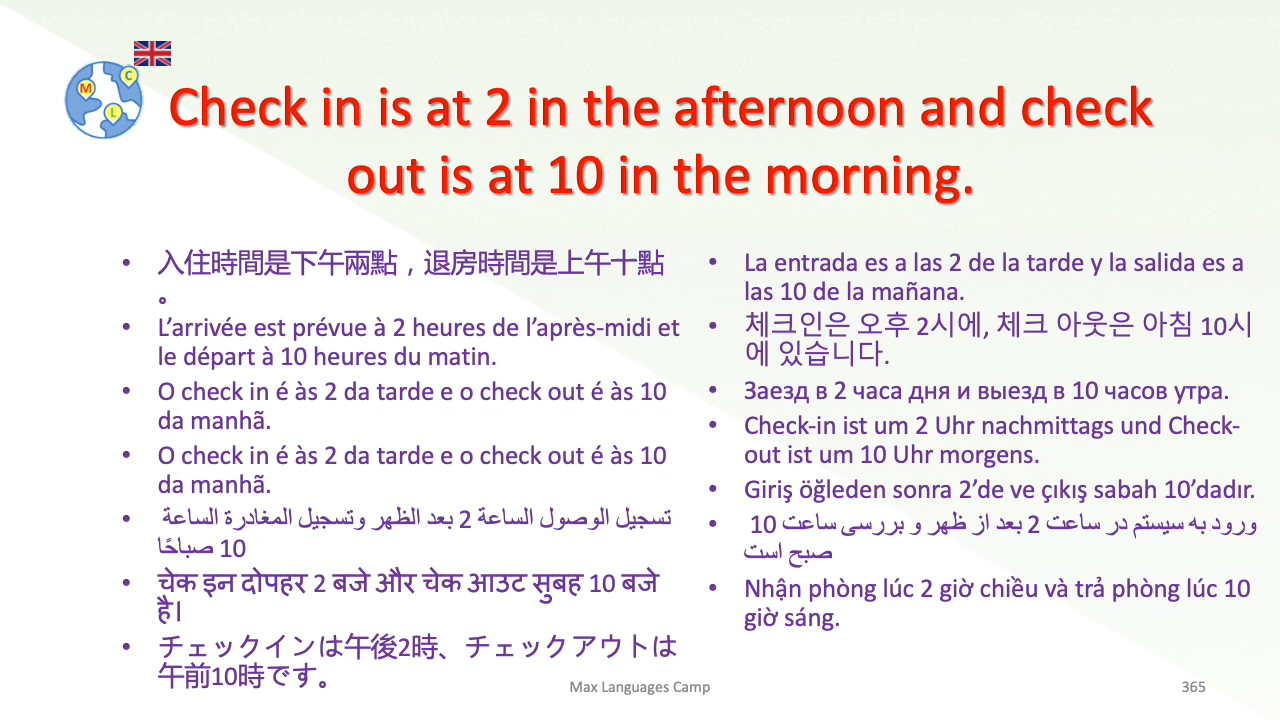 M
C
L
Check in is at 2 in the afternoon and check
out is at 10 in the morning.
• 入住時間是下午兩點，退房時間是上午十點
。
• L’arrivée est prévue à 2 heures de l’après-midi et
le départ à 10 heures du matin.
• O check in é às 2 da tarde e o check out é às 10
da manhã.
• O check in é às 2 da tarde e o check out é às 10
da manhã.
• تسجيل الوصول الساعة 2 بعد الظهر وتسجيل المغادرة الساعة
10 صباحًا
• चेक इन दोपहर 2 बजे और चेक आउट सुबह 10 बजे
है।
• チェックインは午後2時、チェックアウトは
午前10時です。
• La entrada es a las 2 de la tarde y la salida es a
las 10 de la mañana.
• 체크인은 오후 2시에, 체크 아웃은 아침 10시
에 있습니다.
• Заезд в 2 часа дня и выезд в 10 часов утра.
• Check-in ist um 2 Uhr nachmittags und Check-
out ist um 10 Uhr morgens.
• Giriş öğleden sonra 2’de ve çıkış sabah 10’dadır.
• ورود به سیستم در ساعت 2 بعد از ظهر و بررسی ساعت 10
صبح است
• Nhận phòng lúc 2 giờ chiều và trả phòng lúc 10
giờ sáng.
Max Languages Camp
365